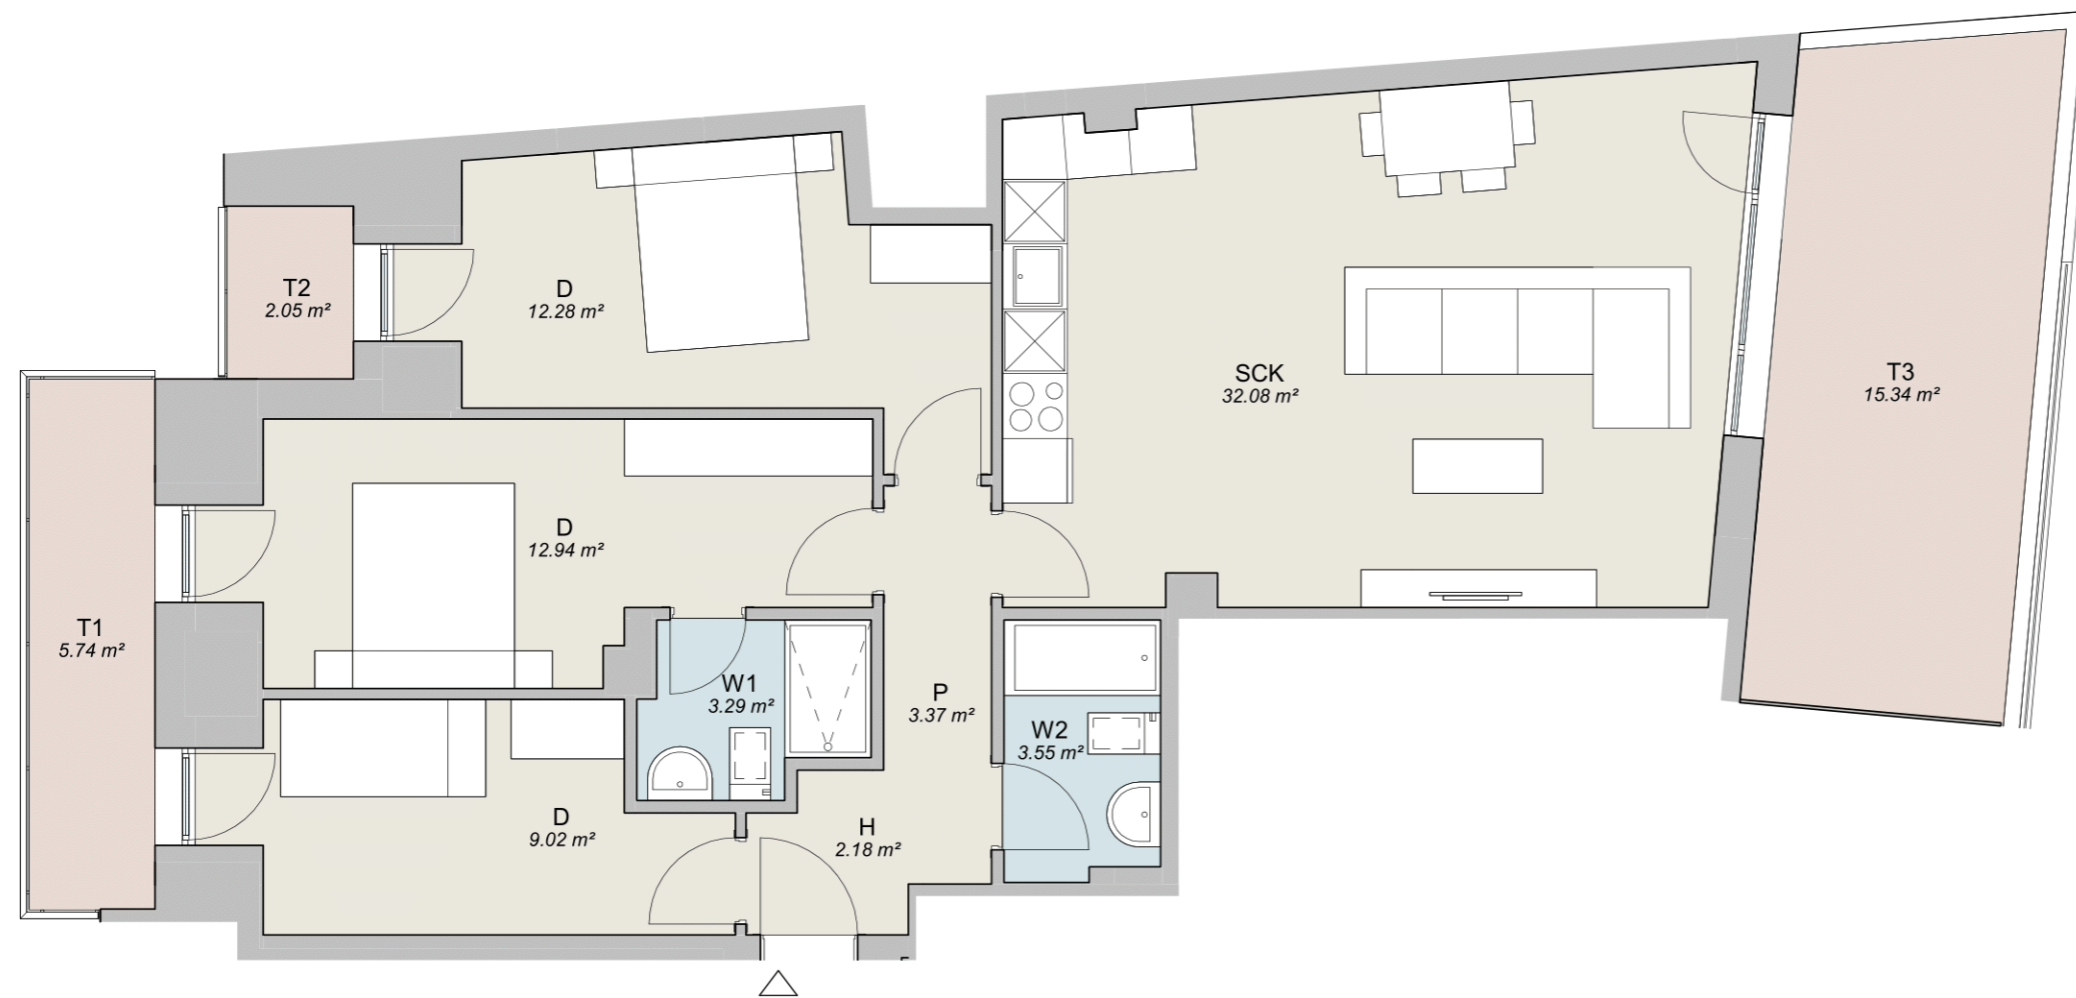 T2
2.05 m²
D
12.28 m²
SCK
32.08 m²
T3
15.34 m²
D
12.94 m²
T1
5.74 m²
W1
3.29 m²
P
3.37 m²
W2
3.55 m²
D
9.02 m²
H
2.18 m²